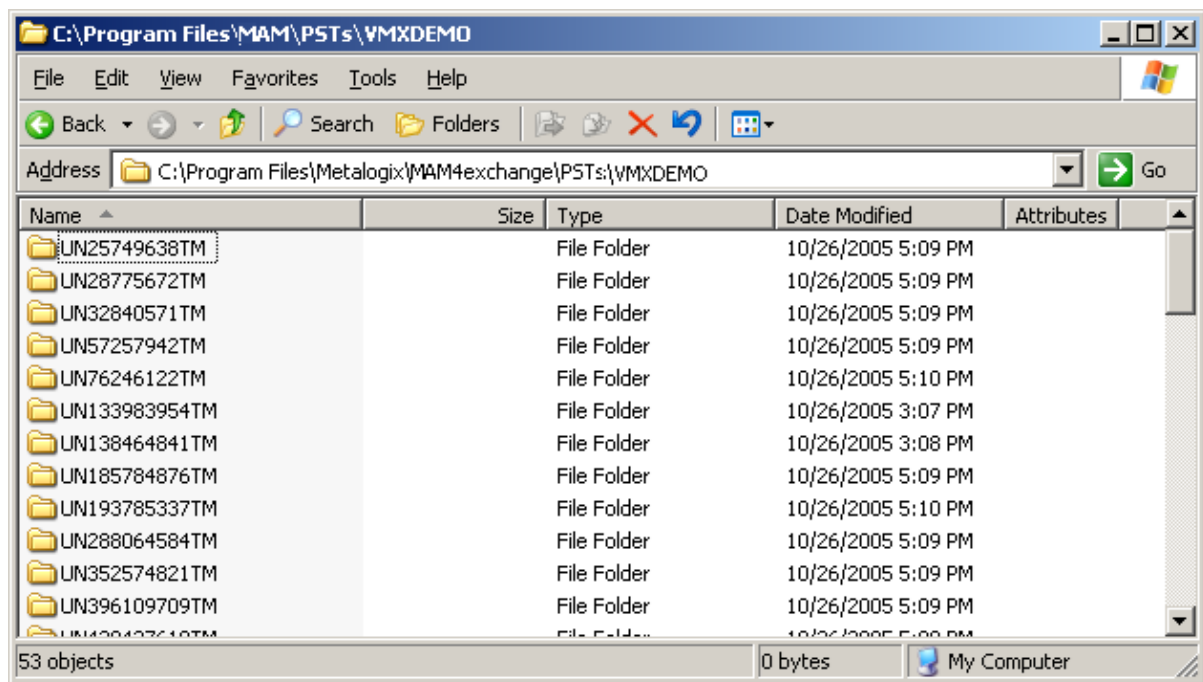 C:\Program Files\MAM\PSTs\VMXDEMO
File Edit View Favorites Tools Help
Back Search Folders
Address C:\Program Files\Metalogix\MAM4exchange\PSTs:\VMXDEMO Go
Name Size Type Date Modified Attributes
UN25749638TM File Folder 10/26/2005 5:09 PM
UN28775672TM File Folder 10/26/2005 5:09 PM
UN32840571TM File Folder 10/26/2005 5:09 PM
UN57257942TM File Folder 10/26/2005 5:09 PM
UN76246122TM File Folder 10/26/2005 5:10 PM
UN133983954TM File Folder 10/26/2005 3:07 PM
UN138464841TM File Folder 10/26/2005 3:08 PM
UN185784876TM File Folder 10/26/2005 5:09 PM
UN193785337TM File Folder 10/26/2005 5:10 PM
UN288064584TM File Folder 10/26/2005 5:09 PM
UN352574821TM File Folder 10/26/2005 5:09 PM
UN396109709TM File Folder 10/26/2005 5:09 PM
53 objects 0 bytes My Computer